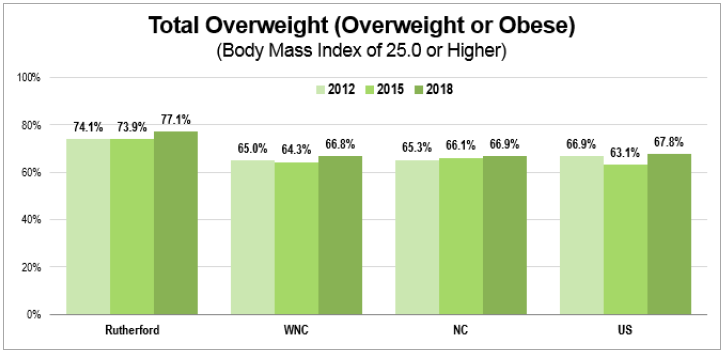 Total Overweight (Overweight or Obese)
(Body Mass Index of 25.0 or Higher)
100%
2012 2015 2018
80%
74.1% 73.9% 77.1%
65.0% 64.3% 66.8%
65.3% 66.1% 66.9%
66.9% 63.1% 67.8%
60%
40%
20%
0%
Rutherford WNC NC US